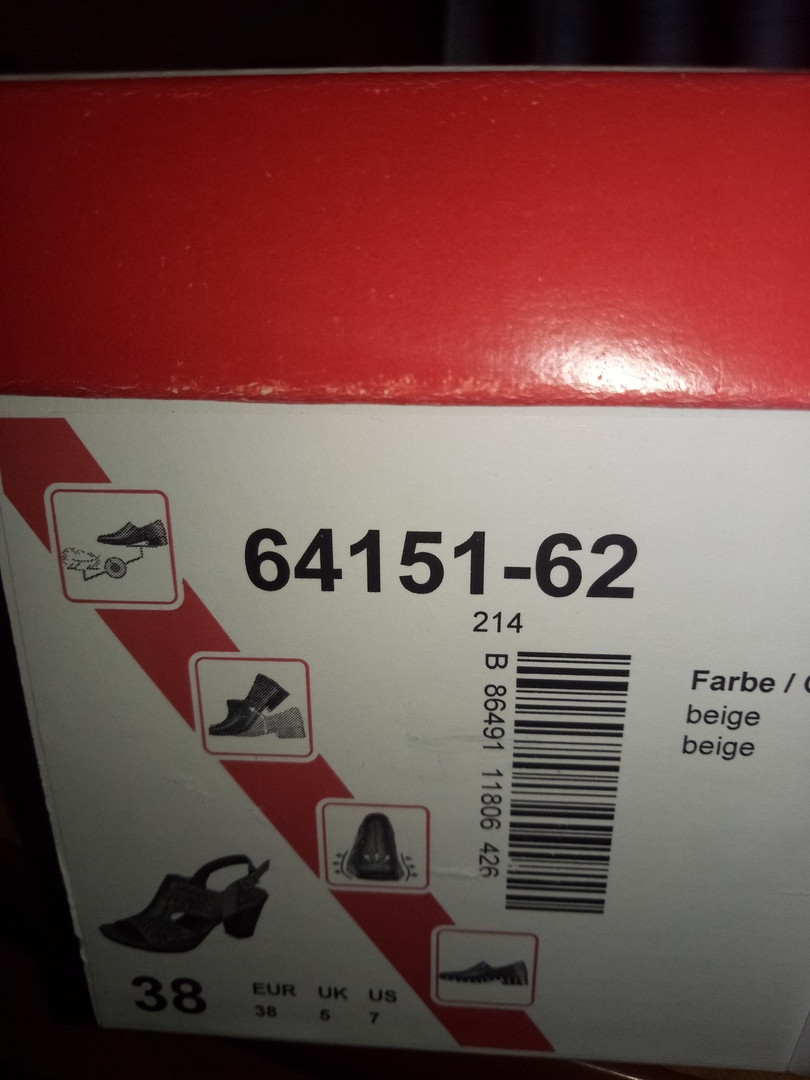 64151-62
214
B 86491 11806 426
Farbe /
beige
beige
38
EUR UK US
38 5 7